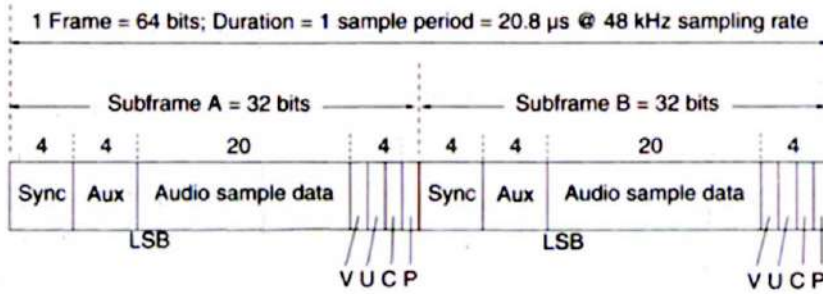 1 Frame = 64 bits; Duration = 1 sample period = 20.8 µs @ 48 kHz sampling rate
Subframe A = 32 bits Subframe B = 32 bits
4 4 20 4 4 4 20 4
Sync Aux Audio sample data Sync Aux Audio sample data
LSB LSB
V U C P V U C P